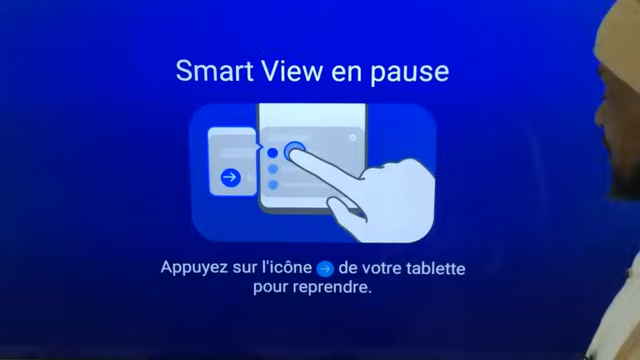 Smart View en pause
Appuyez sur l'icône de votre tablette
pour reprendre.